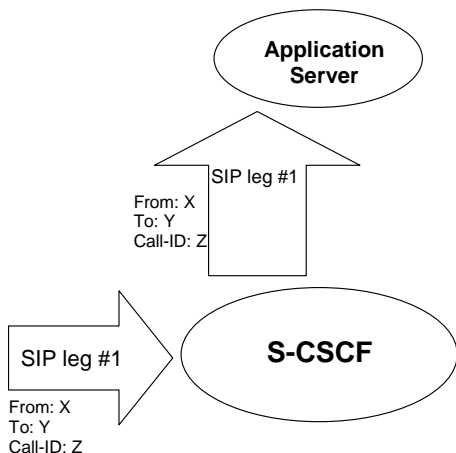 Application
Server
SIP leg #1
From: X
To: Y
Call-ID: Z
S-CSCF
SIP leg #1
From: X
To: Y
Call-ID: Z